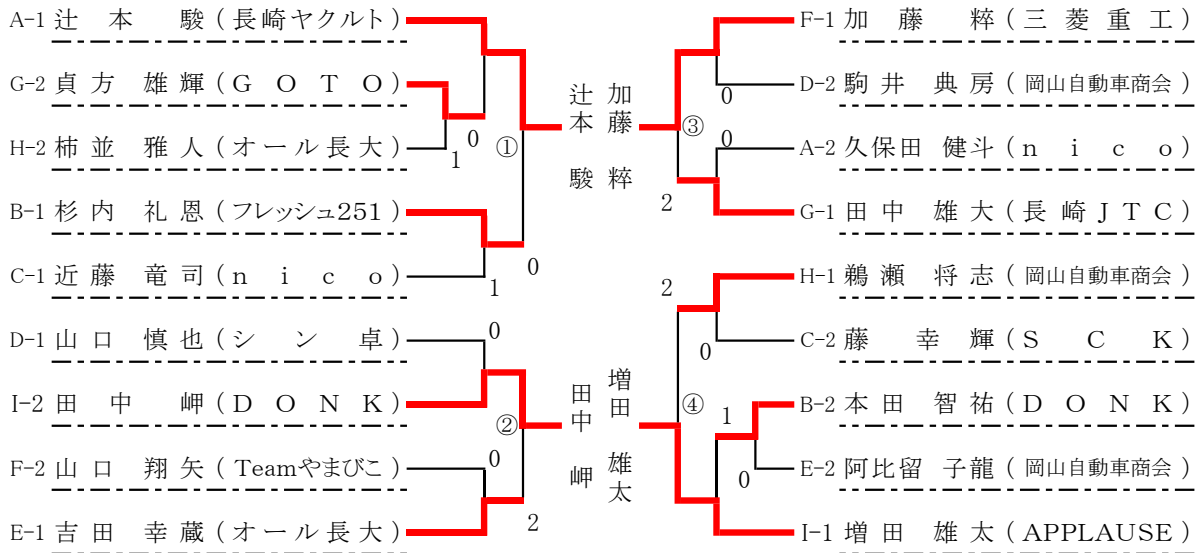 A-1 辻本 駿 (長崎ヤクルト)
G-2 貞方 雄輝 (GOTO)
0
H-2 柿並 雅人 (オール長大)
1
①
B-1 杉内 礼恩 (フレッシュ251)
0
C-1 近藤 竜司 (nico)
1
D-1 山口 慎也 (シン卓)
0
I-2 田中 岬 (DONK)
②
F-2 山口 翔矢 (Teamやまびこ)
0
E-1 吉田 幸蔵 (オール長大)
2
辻本 駿
加藤 粋
田中 岬
増田 雄太
F-1 加藤 粋 (三菱重工)
D-2 駒井 典房 (岡山自動車商会)
0
③
0
A-2 久保田 健斗 (nico)
2
G-1 田中 雄大 (長崎JTC)
2
H-1 鵜瀬 将志 (岡山自動車商会)
C-2 藤 幸輝 (SCK)
0
④
1
B-2 本田 智祐 (DONK)
E-2 阿比留 子龍 (岡山自動車商会)
0
I-1 増田 雄太 (APPLAUSE)